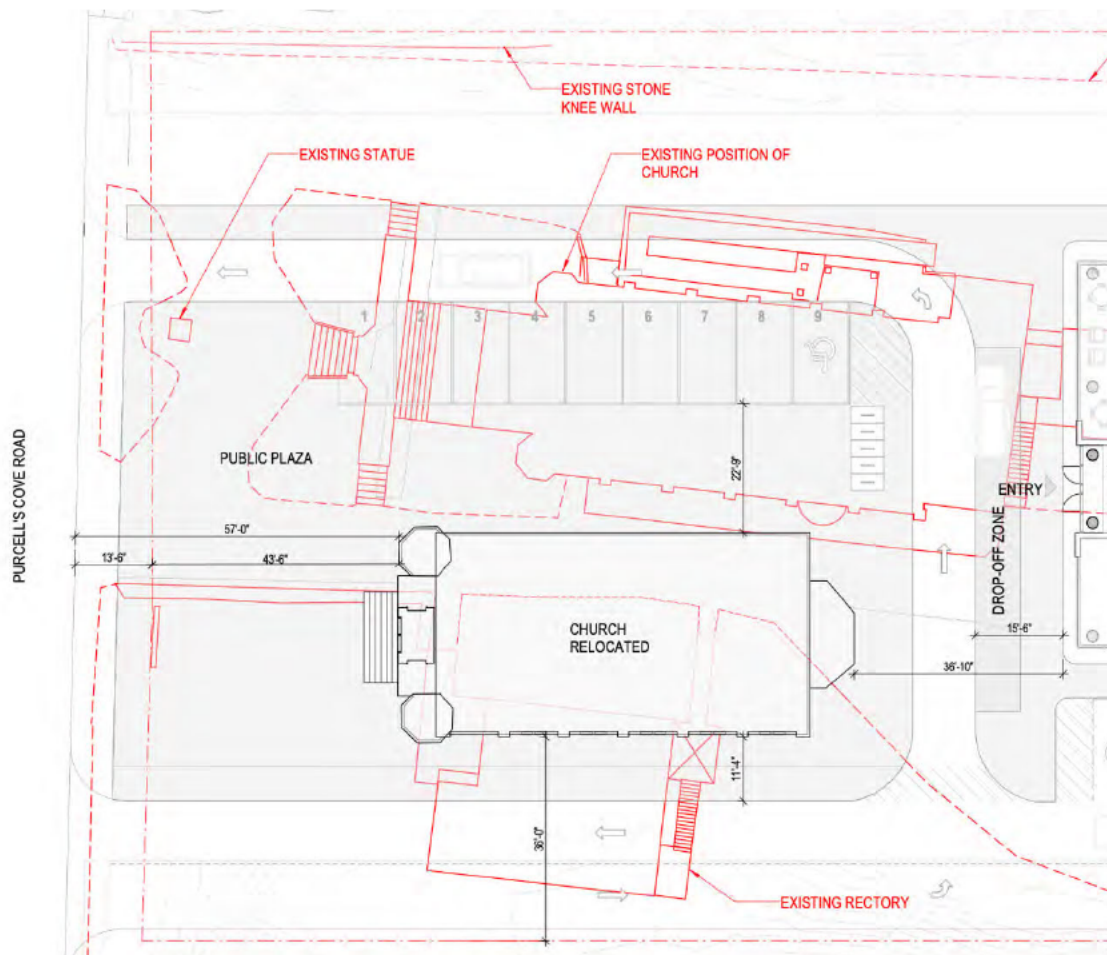 EXISTING STONE
KNEE WALL
EXISTING STATUE
EXISTING POSITION OF
CHURCH
1
2
3
4
5
6
7
8
9
PUBLIC PLAZA
22'-9"
ENTRY
DROP-OFF ZONE
PURCELL'S COVE ROAD
57'-0"
13'-6"
43'-6"
CHURCH
RELOCATED
15'-6"
36'-10"
11'-4"
36'-0"
EXISTING RECTORY